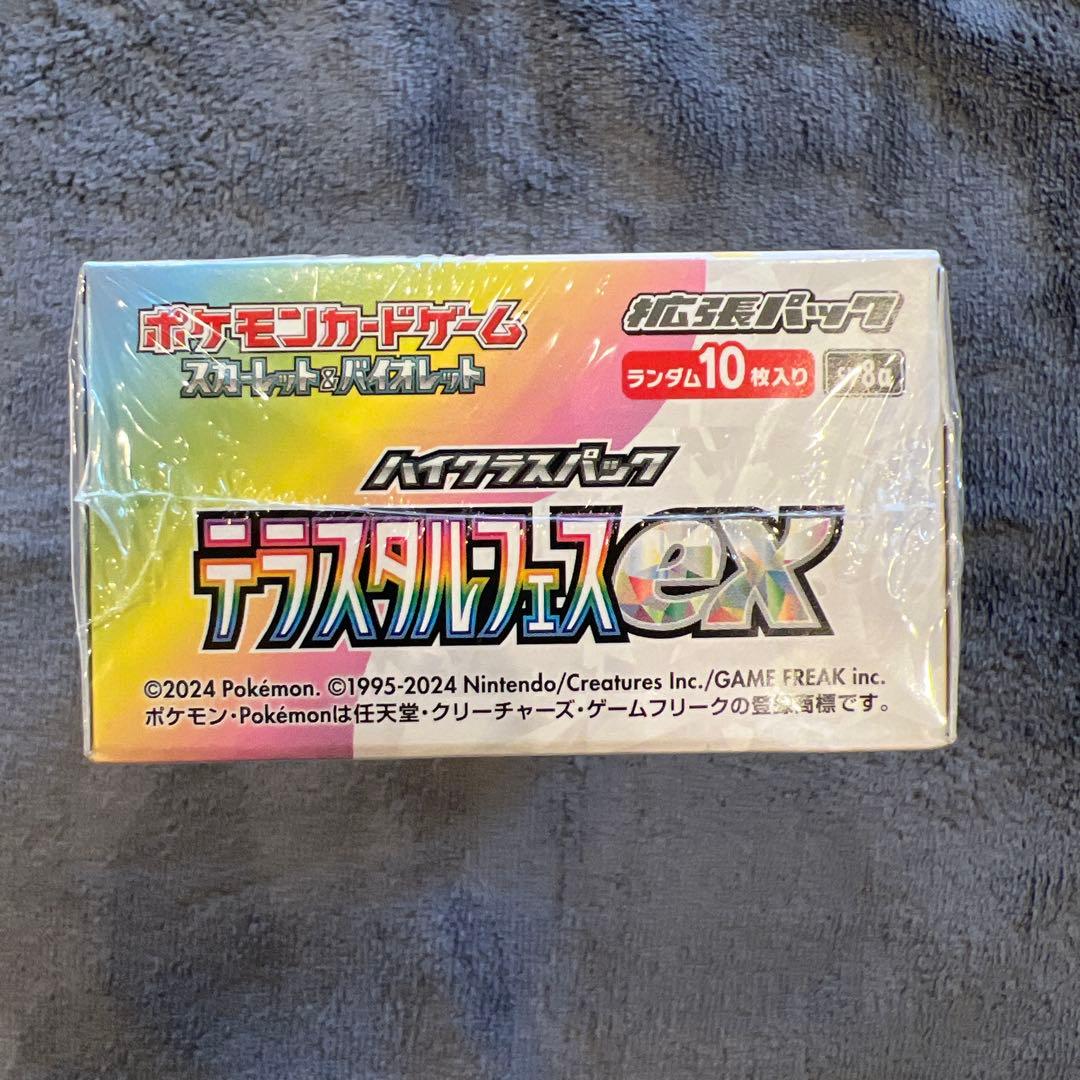 ポケモンカードゲーム
スカーレット&バイオレット
拡張パック
ランダム10枚入り
sv8a
ハイクラスパック
テラスタルフェスex
©2024 Pokémon. ©1995-2024 Nintendo/Creatures Inc./GAME FREAK inc.
ポケモン・Pokémonは任天堂・クリーチャーズ・ゲームフリークの登録商標です。